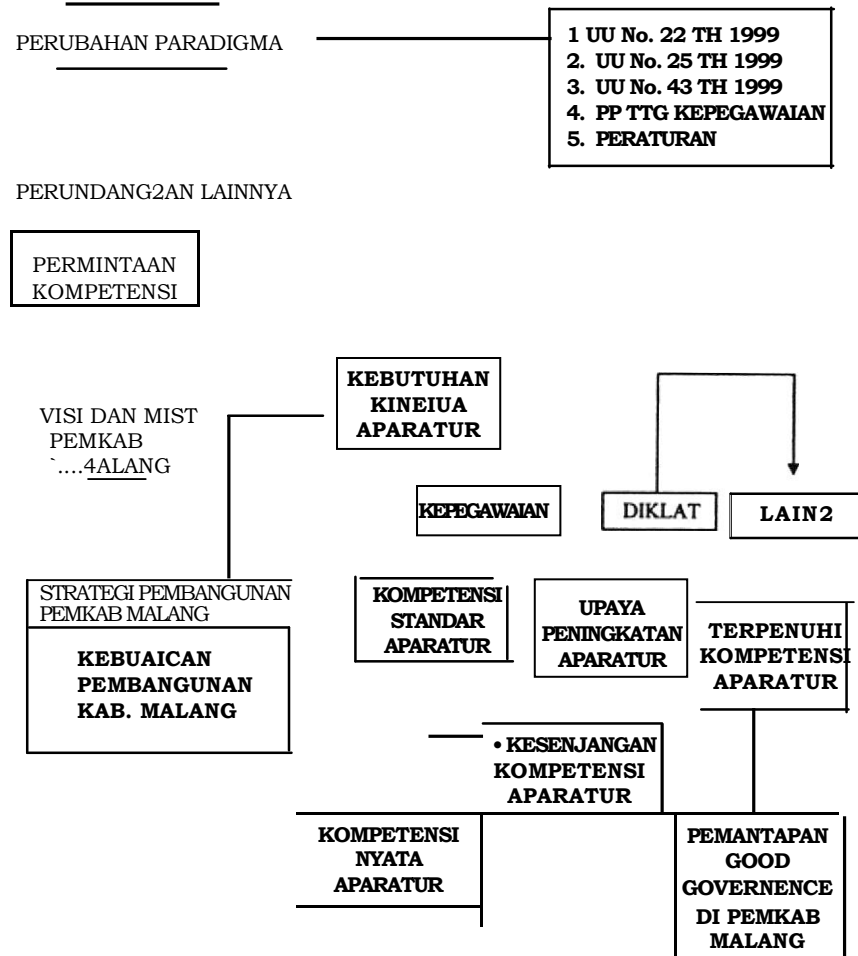 PERUBAHAN PARADIGMA
1 UU No. 22 TH 1999
2. UU No. 25 TH 1999
3. UU No. 43 TH 1999
4. PP TTG KEPEGAWAIAN
5. PERATURAN
PERUNDANG2AN LAINNYA
PERMINTAAN
KOMPETENSI
KEBUTUHAN
KINEIUA
APARATUR
VISI DAN MIST
PEMKAB
`....4ALANG
KEPEGAWAIAN
DIKLAT
LAIN2
STRATEGI PEMBANGUNAN
PEMKAB MALANG
KEBUAICAN
PEMBANGUNAN
KAB. MALANG
KOMPETENSI
STANDAR
APARATUR
UPAYA
PENINGKATAN
APARATUR
TERPENUHI
KOMPETENSI
APARATUR
• KESENJANGAN
KOMPETENSI
APARATUR
KOMPETENSI
NYATA
APARATUR
PEMANTAPAN
GOOD
GOVERNENCE
DI PEMKAB
MALANG